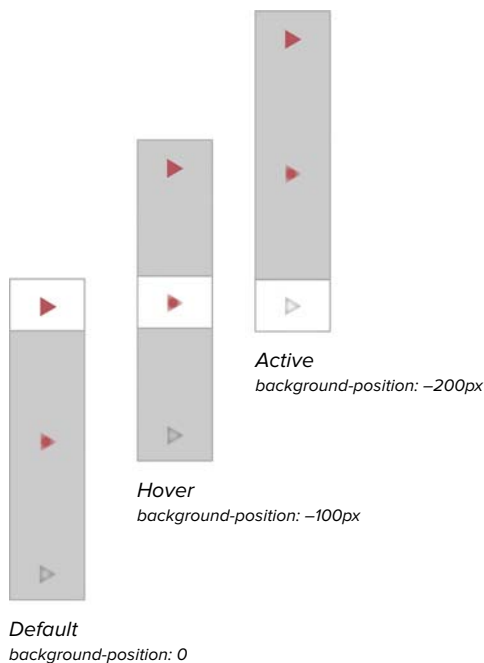 Active
background-position: –200px
Hover
background-position: –100px
Default
background-position: 0